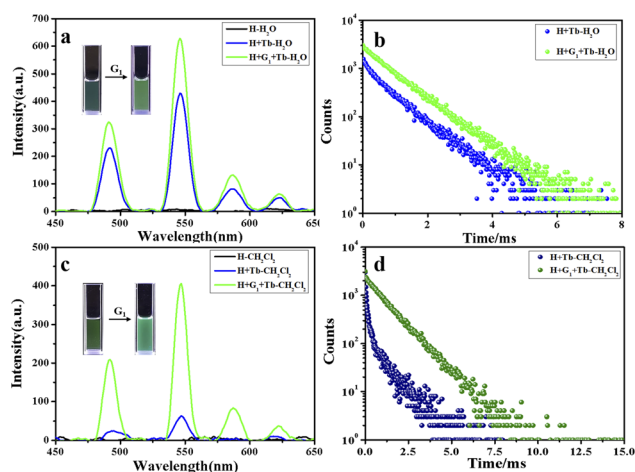 a
H-H2O
H+Tb-H2O
H+G1+Tb-H2O
G1
Intensity(a.u.)
700
600
500
400
300
200
100
0
450 500 550 600 650
Wavelength(nm)
b
H+Tb-H2O
H+G1+Tb-H2O
Counts
10^4
10^3
10^2
10^1
10^0
0 2 4 6 8
Time/ms
c
H-CH2Cl2
H+Tb-CH2Cl2
H+G1+Tb-CH2Cl2
G1
Intensity(a.u.)
500
400
300
200
100
0
450 500 550 600 650
Wavelength(nm)
d
H+Tb-CH2Cl2
H+G1+Tb-CH2Cl2
Counts
10^4
10^3
10^2
10^1
10^0
0.0 2.5 5.0 7.5 10.0 12.5 15.0
Time/ms